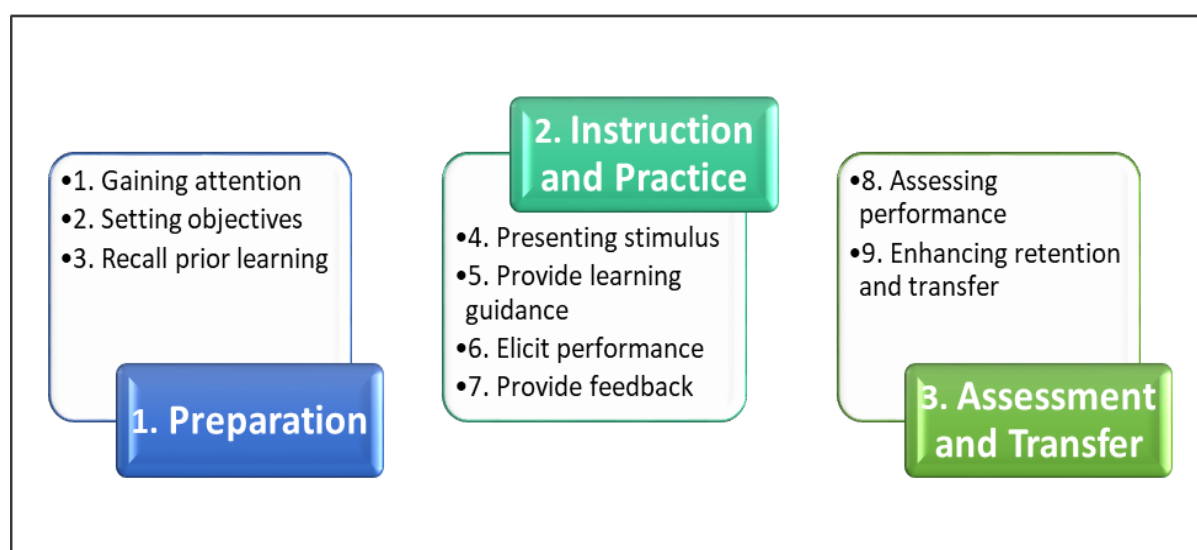 •1. Gaining attention
•2. Setting objectives
•3. Recall prior learning
1. Preparation
2. Instruction
and Practice
•4. Presenting stimulus
•5. Provide learning
guidance
•6. Elicit performance
•7. Provide feedback
•8. Assessing
performance
•9. Enhancing retention
and transfer
3. Assessment
and Transfer